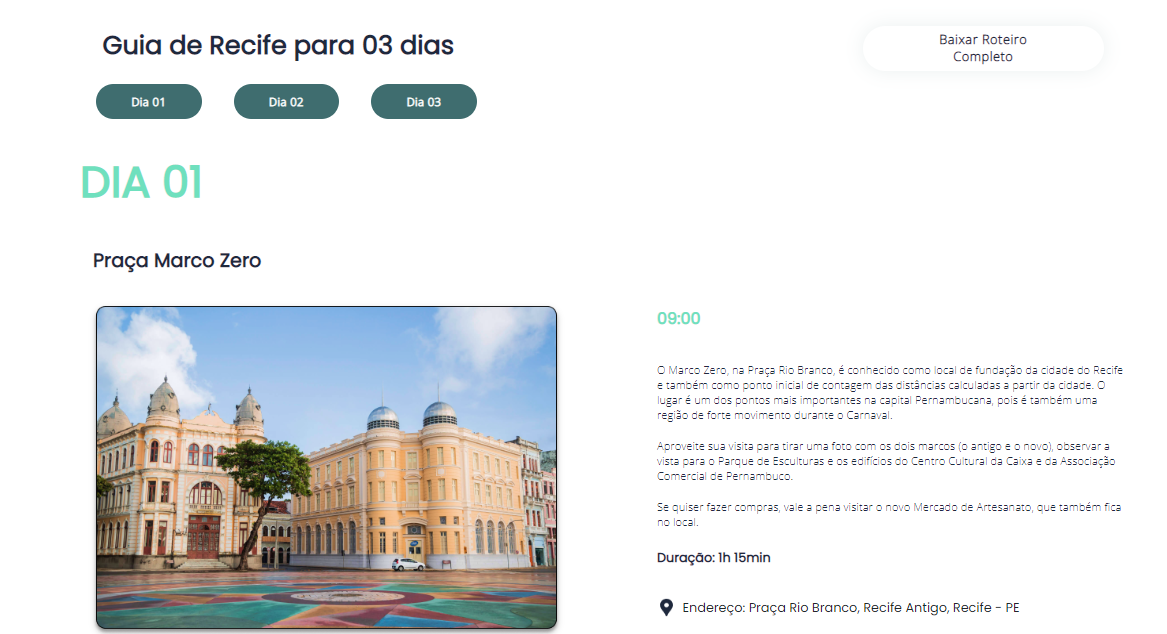 Guia de Recife para 03 dias
Baixar Roteiro
Completo
Dia 01
Dia 02
Dia 03
DIA 01
Praça Marco Zero
09:00
O Marco Zero, na Praça Rio Branco, é conhecido como local de fundação da cidade do Recife
e também como ponto inicial de contagem das distâncias calculadas a partir da cidade. O
lugar é um dos pontos mais importantes na capital Pernambucana, pois é também uma
região de forte movimento durante o Carnaval.
Aproveite sua visita para tirar uma foto com os dois marcos (o antigo e o novo), observar a
vista para o Parque de Esculturas e os edifícios do Centro Cultural da Caixa e da Associação
Comercial de Pernambuco.
Se quiser fazer compras, vale a pena visitar o novo Mercado de Artesanato, que também fica
no local.
Duração: 1h 15min
Endereço: Praça Rio Branco, Recife Antigo, Recife - PE